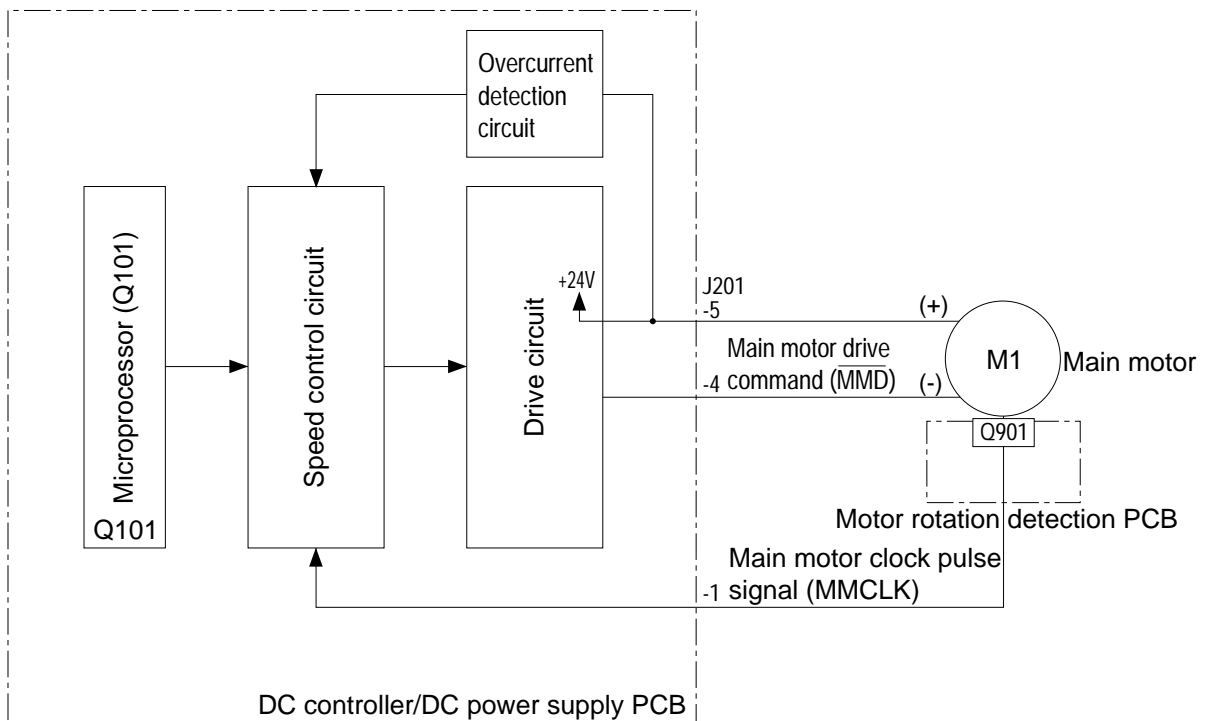 Overcurrent
detection
circuit
Microprocessor (Q101)
Q101
Speed control circuit
Drive circuit
+24V
J201
-5
(+)
Main motor drive
-4 command (M̅M̅D̅)
(-)
M1
Main motor
Q901
Motor rotation detection PCB
Main motor clock pulse
-1 signal (MMCLK)
DC controller/DC power supply PCB